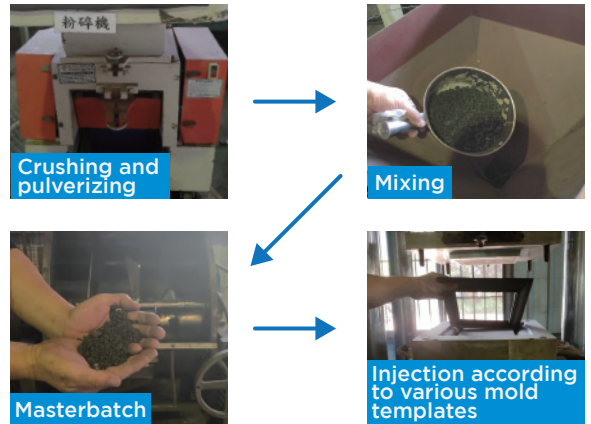 粉碎機
Crushing and
pulverizing
Mixing
Masterbatch
Injection according
to various mold
templates